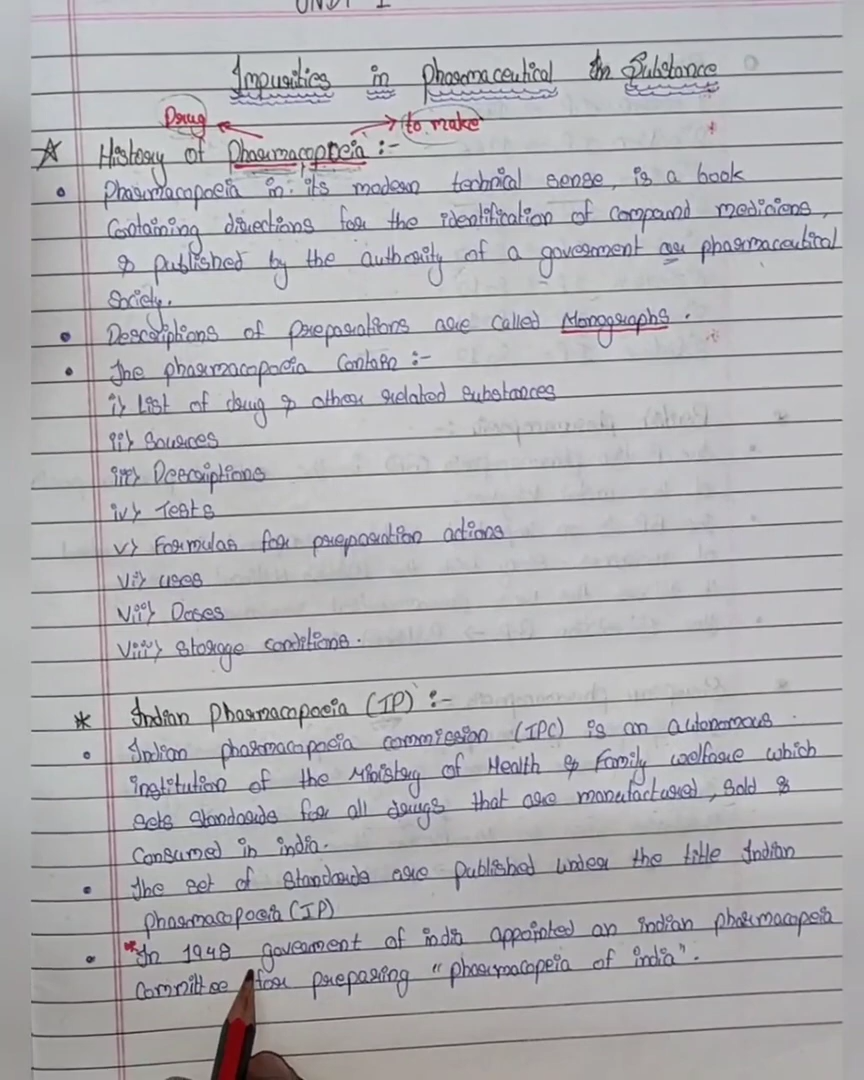 UNIT 1
Impurities in pharmaceutical In Substance
Drug to make
History of Pharmacopoeia :-
• Pharmacopoeia in its modern technical sense, is a book
Containing directions for the identification of compound medicions,
& published by the authority of a goverment or pharmaceutical
Society.
• Descriptions of preparations are called Monographs.
• The pharmacopoeia contain :-
i) List of drug & other related substances
ii) Sources
iii) Descriptions
iv) Tests
v) Formulas for preparation actions
vi) uses
vii) Doses
viii) Storage conditions.
* Indian Pharmacopoeia (IP) :-
• Indian pharmacopoeia commission (IPC) is an autonomous
institution of the Ministry of Health & Family welfare which
sets standards for all drugs that are manufactured, sold &
consumed in india.
• The set of standards are published under the title Indian
pharmacopoeia (IP)
• *In 1948 goverment of india appointed an indian pharmacopeia
committee for preparing "pharmacopeia of india".